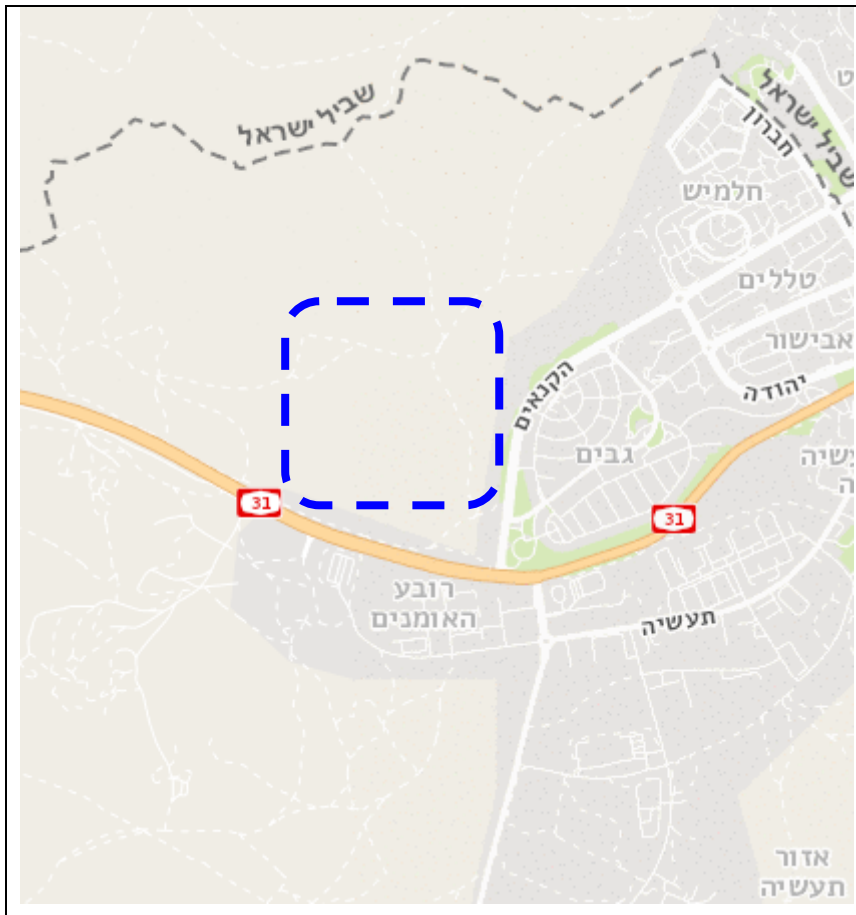 שביל ישראל
שביל ישראל
חברון
חלמיש
טללים
אבישור
יהודה
הקנאים
גבים
31
31
רובע
האומנים
תעשיה
אזור
תעשיה